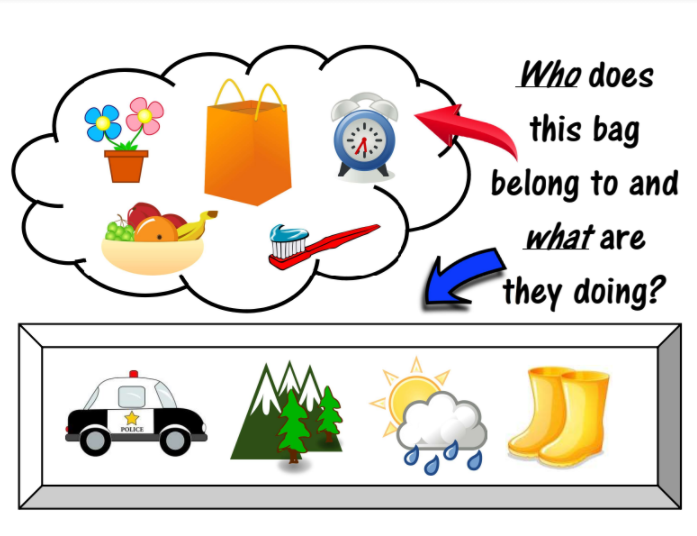 Who does
this bag
belong to and
what are
they doing?
POLICE